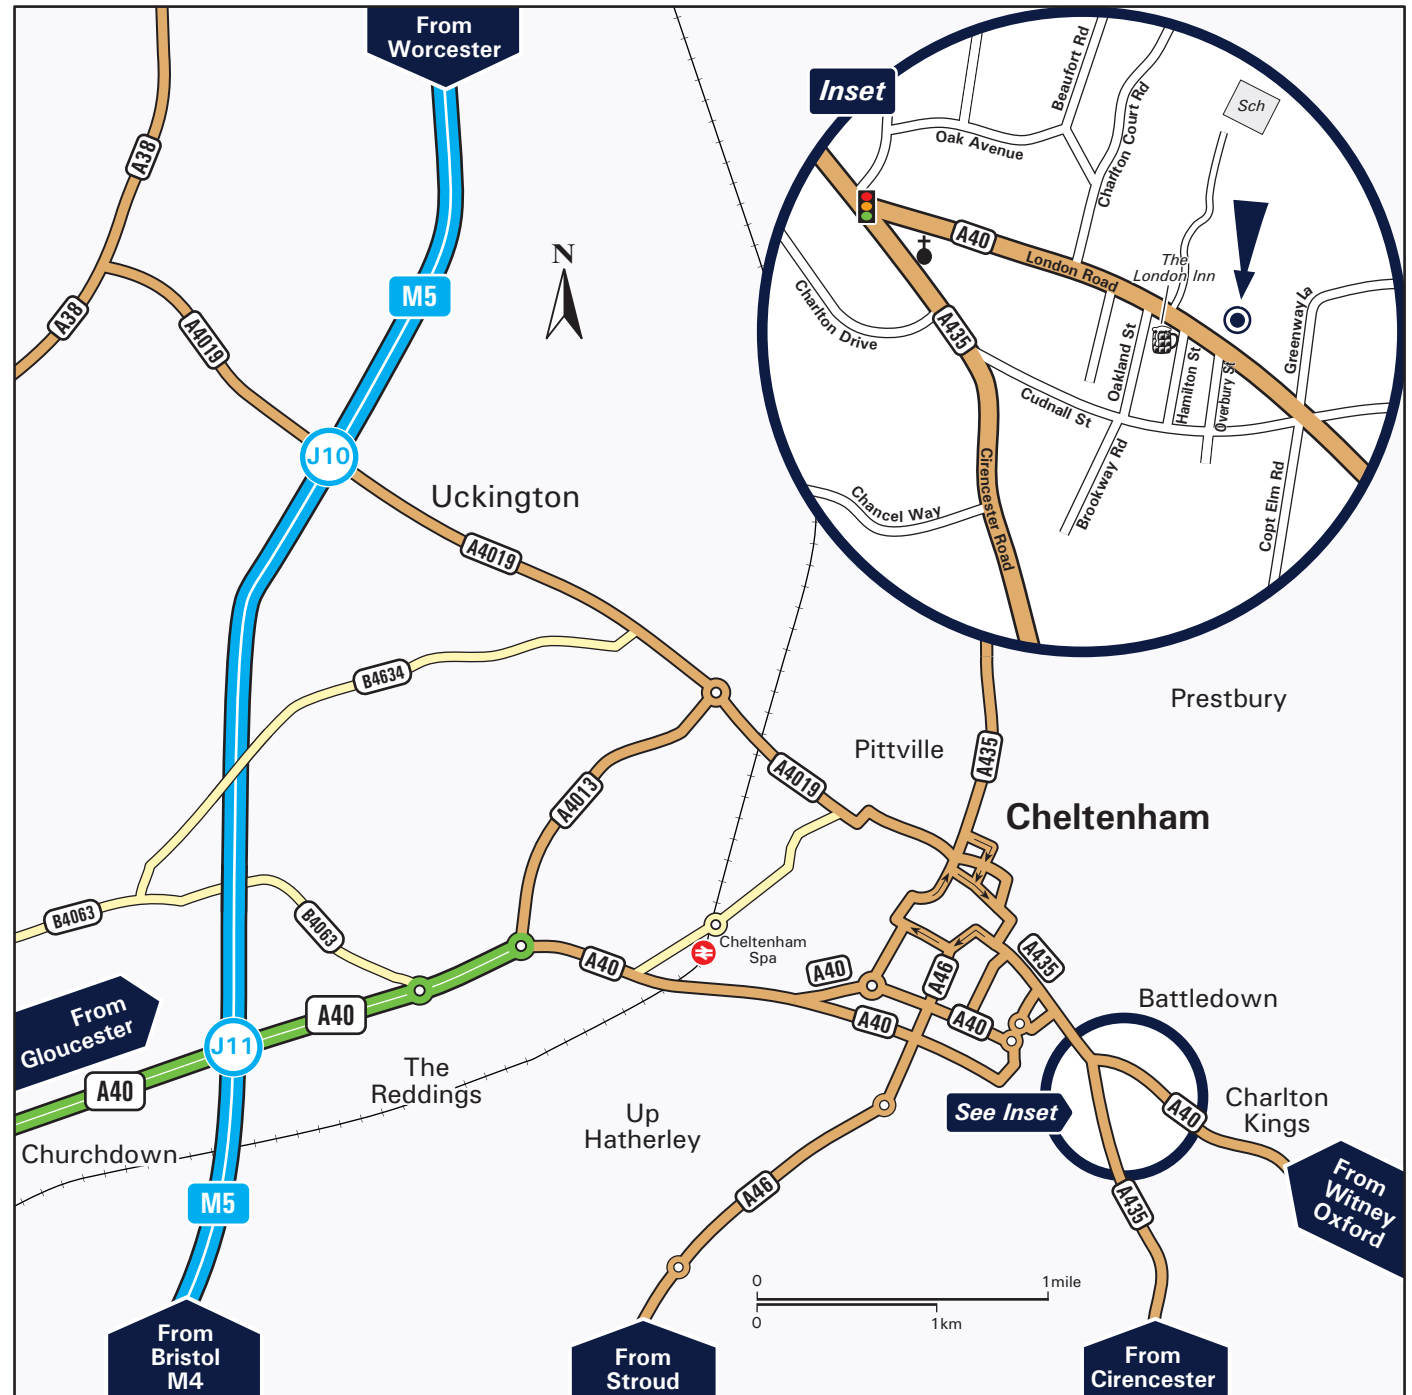 From
Worcester
Inset
Beaufort Rd
Charlton Court Rd
Sch
Oak Avenue
A38
A40
London Road
The
London Inn
N
M5
Charlton Drive
A435
Greenway La
A38
A4019
Oakland St
Hamilton St
Overbury St
Cudnall St
J10
Uckington
Cirencester Road
Brookway Rd
Copt Elm Rd
Chancel Way
A4019
B4634
Prestbury
Pittville
A435
A4019
A4013
Cheltenham
B4063
B4063
Cheltenham
Spa
A40
A40
A46
A435
Battledown
From
Gloucester
A40
A40
A40
J11
A40
The
Reddings
See Inset
Charlton
Kings
A40
Up
Hatherley
Churchdown
From
Witney
Oxford
M5
A46
A435
0
1mile
0
1km
From
Bristol
M4
From
Stroud
From
Cirencester